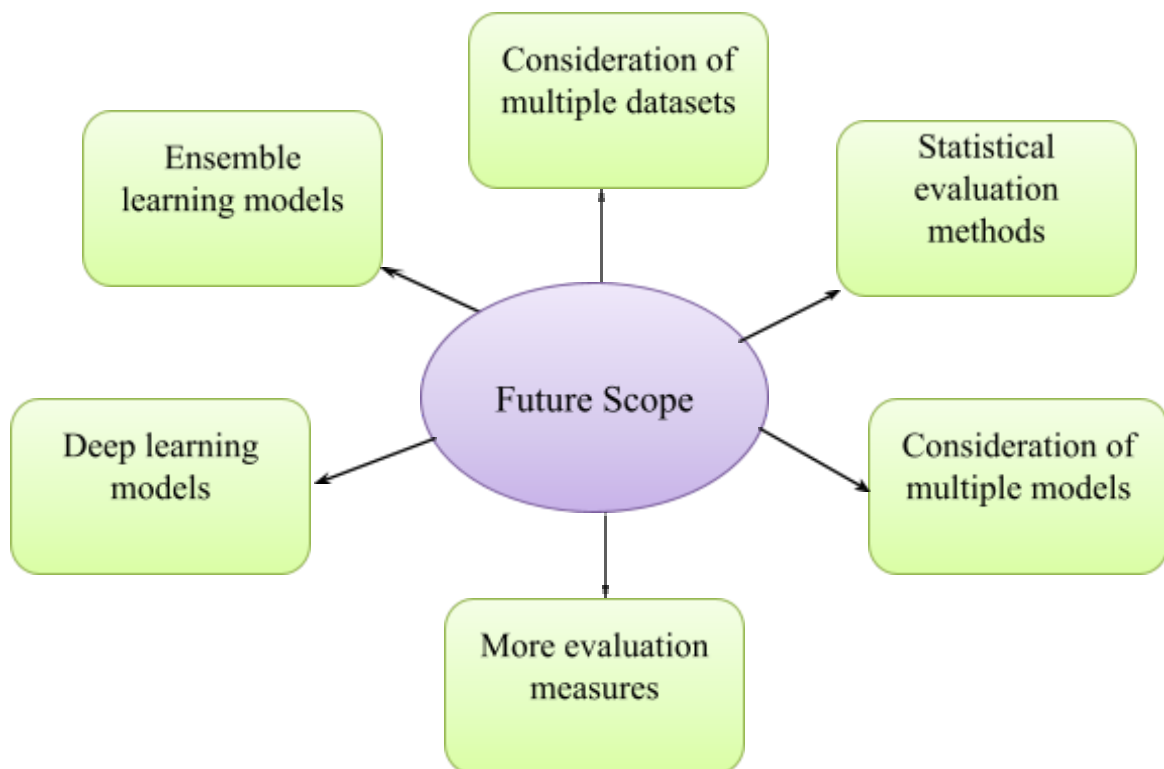 Consideration of
multiple datasets
Ensemble
learning models
Statistical
evaluation
methods
Future Scope
Deep learning
models
Consideration of
multiple models
More evaluation
measures